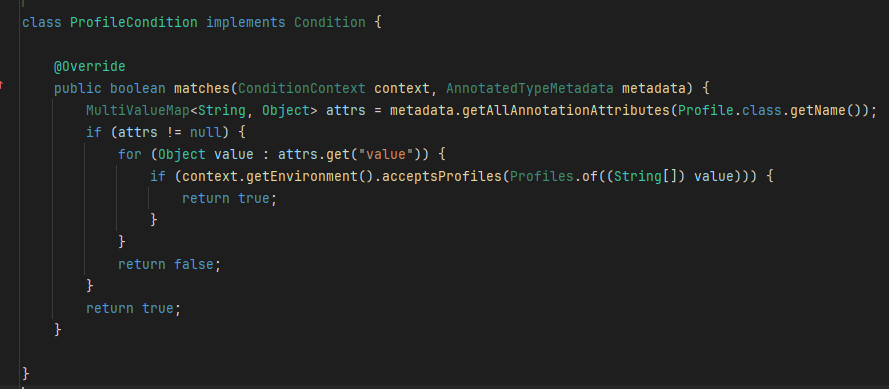 class ProfileCondition implements Condition {
@Override
public boolean matches(ConditionContext context, AnnotatedTypeMetadata metadata) {
MultiValueMap<String, Object> attrs = metadata.getAllAnnotationAttributes(Profile.class.getName());
if (attrs != null) {
for (Object value : attrs.get("value")) {
if (context.getEnvironment().acceptsProfiles(Profiles.of((String[]) value))) {
return true;
}
}
return false;
}
return true;
}
}